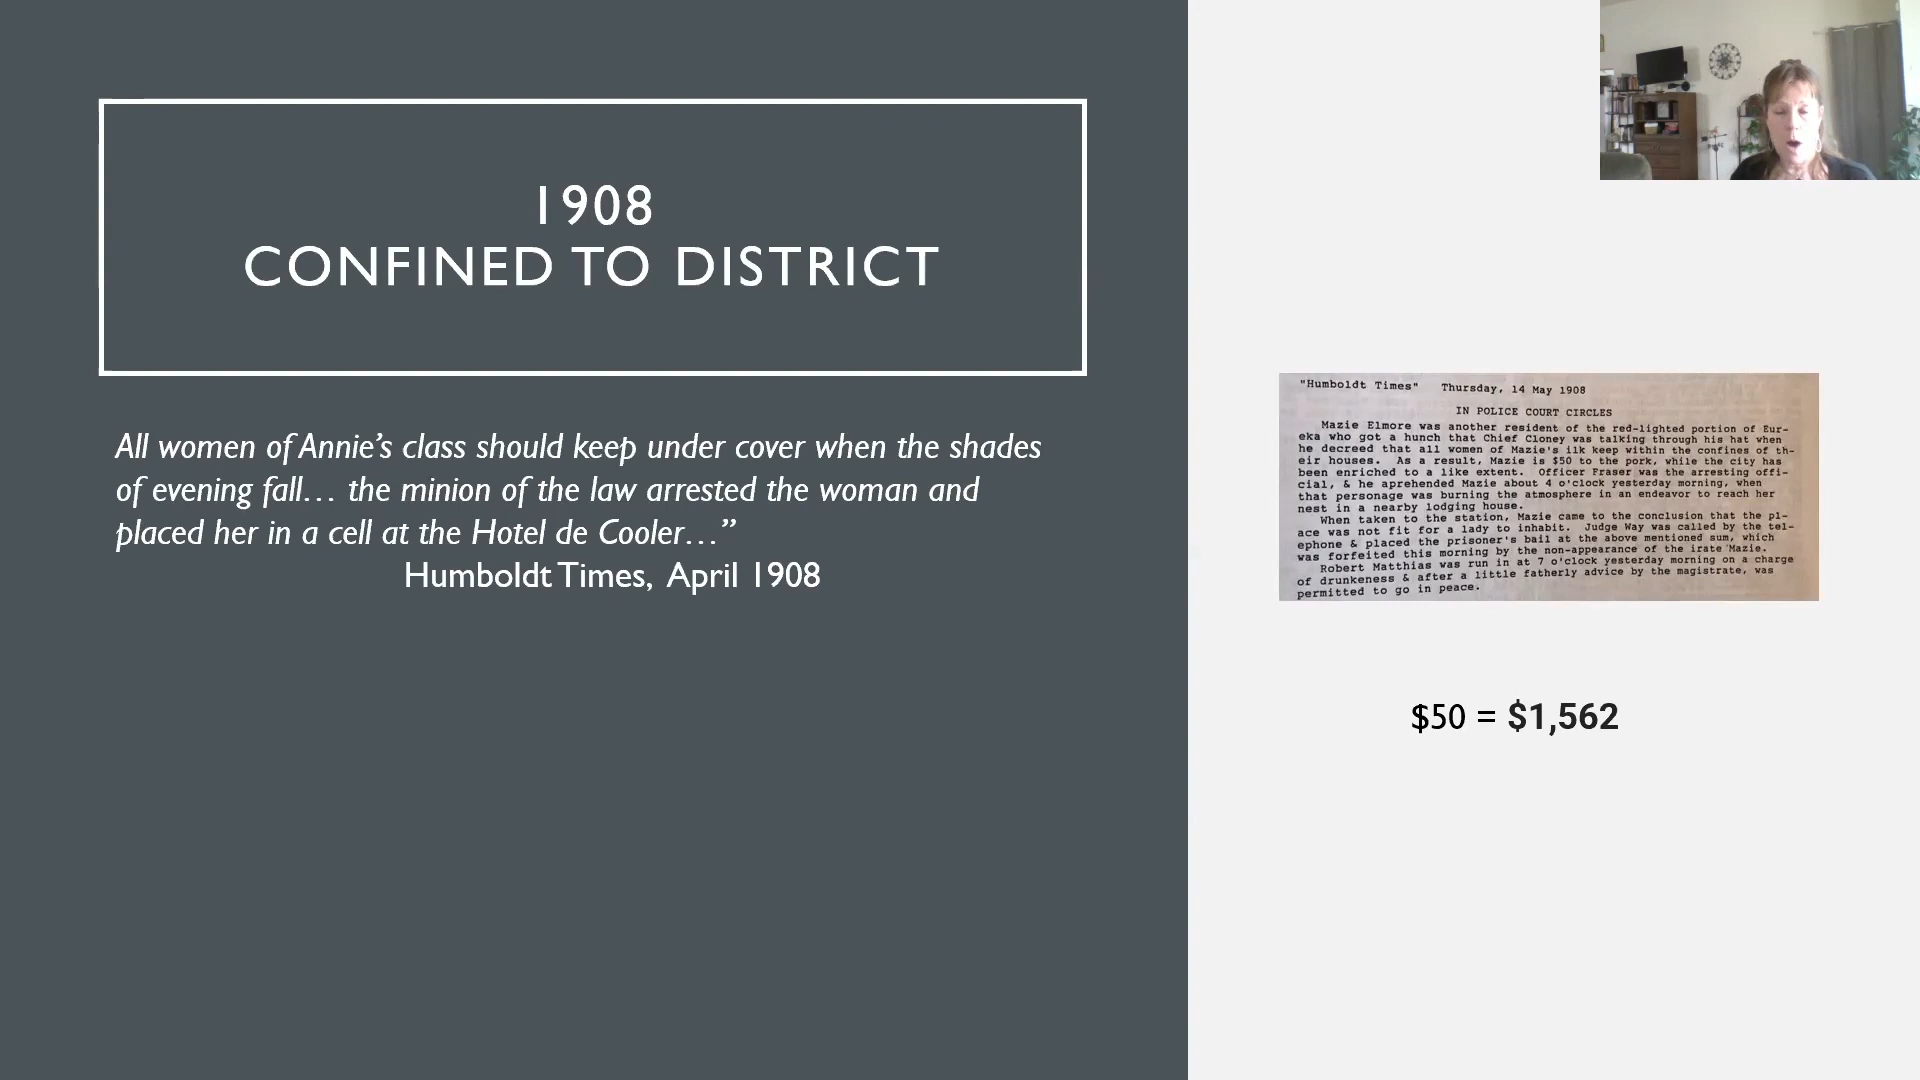 1908
CONFINED TO DISTRICT
All women of Annie’s class should keep under cover when the shades
of evening fall… the minion of the law arrested the woman and
placed her in a cell at the Hotel de Cooler…”
Humboldt Times, April 1908
"Humboldt Times" Thursday, 14 May 1908
IN POLICE COURT CIRCLES
Mazie Elmore was another resident of the red-lighted portion of Eur-
eka who got a hunch that Chief Cloney was talking through his hat when
he decreed that all women of Mazie's ilk keep within the confines of th-
eir houses. As a result, Mazie is $50 to the pork, while the city has
been enriched to a like extent. Officer Fraser was the arresting offi-
cial, & he aprehended Mazie about 4 o'clock yesterday morning, when
that personage was burning the atmosphere in an endeavor to reach her
nest in a nearby lodging house.
When taken to the station, Mazie came to the conclusion that the pl-
ace was not fit for a lady to inhabit. Judge Way was called by the tel-
ephone & placed the prisoner's bail at the above mentioned sum, which
was forfeited this morning by the non-appearance of the irate Mazie.
Robert Matthias was run in at 7 o'clock yesterday morning on a charge
of drunkeness & after a little fatherly advice by the magistrate, was
permitted to go in peace.
$50 = $1,562